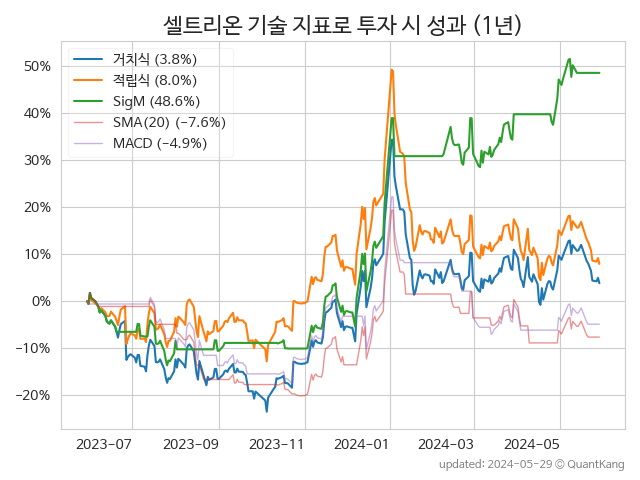 셀트리온 기술 지표로 투자 시 성과 (1년)
거치식 (3.8%)
적립식 (8.0%)
SigM (48.6%)
SMA(20) (−7.6%)
MACD (−4.9%)
50%
40%
30%
20%
10%
0%
−10%
−20%
2023-07 2023-09 2023-11 2024-01 2024-03 2024-05
updated: 2024-05-29 © QuantKang